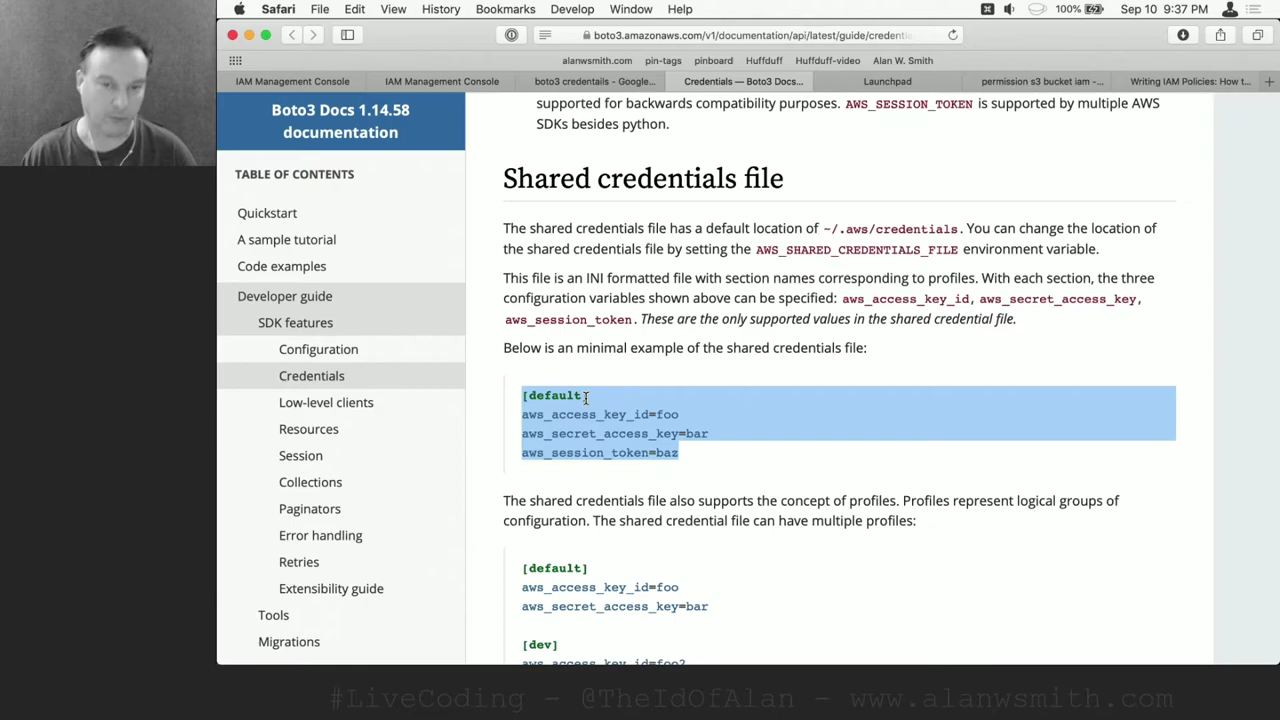 Safari File Edit View History Bookmarks Develop Window Help 100% Sep 10 9:37 PM
boto3.amazonaws.com/v1/documentation/api/latest/guide/credentia
alanwsmith.com pin-tags pinboard Huffduff Huffduff-video Alan W. Smith
IAM Management Console IAM Management Console boto3 credentails - Google... Credentials — Boto3 Docs... Launchpad permission s3 bucket iam -... Writing IAM Policies: How t...
Boto3 Docs 1.14.58
documentation
TABLE OF CONTENTS
Quickstart
A sample tutorial
Code examples
Developer guide
SDK features
Configuration
Credentials
Low-level clients
Resources
Session
Collections
Paginators
Error handling
Retries
Extensibility guide
Tools
Migrations
supported for backwards compatibility purposes. AWS_SESSION_TOKEN is supported by multiple AWS
SDKs besides python.
Shared credentials file
The shared credentials file has a default location of ~/.aws/credentials. You can change the location of
the shared credentials file by setting the AWS_SHARED_CREDENTIALS_FILE environment variable.
This file is an INI formatted file with section names corresponding to profiles. With each section, the three
configuration variables shown above can be specified: aws_access_key_id, aws_secret_access_key,
aws_session_token. These are the only supported values in the shared credential file.
Below is an minimal example of the shared credentials file:
[default]
aws_access_key_id=foo
aws_secret_access_key=bar
aws_session_token=baz
The shared credentials file also supports the concept of profiles. Profiles represent logical groups of
configuration. The shared credential file can have multiple profiles:
[default]
aws_access_key_id=foo
aws_secret_access_key=bar
[dev]
aws_access_key_id=foo2
#LiveCoding - @TheIdOfAlan - www.alanwsmith.com